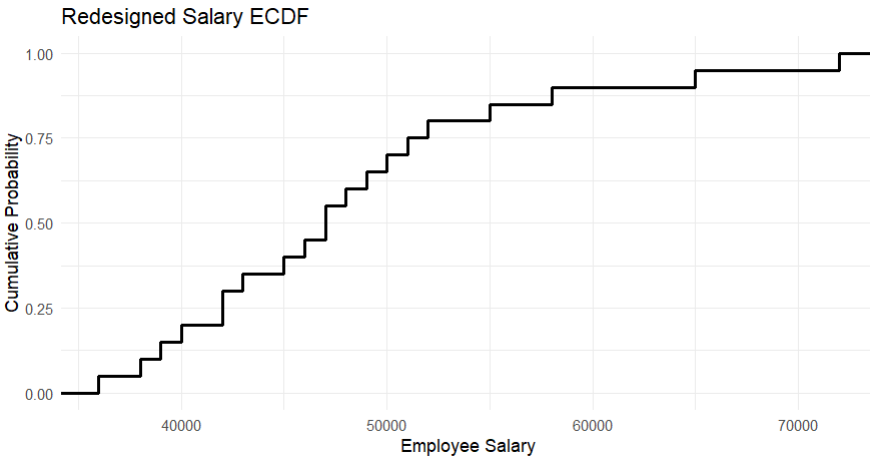 Redesigned Salary ECDF
1.00
0.75
0.50
0.25
0.00
Cumulative Probability
40000 50000 60000 70000
Employee Salary